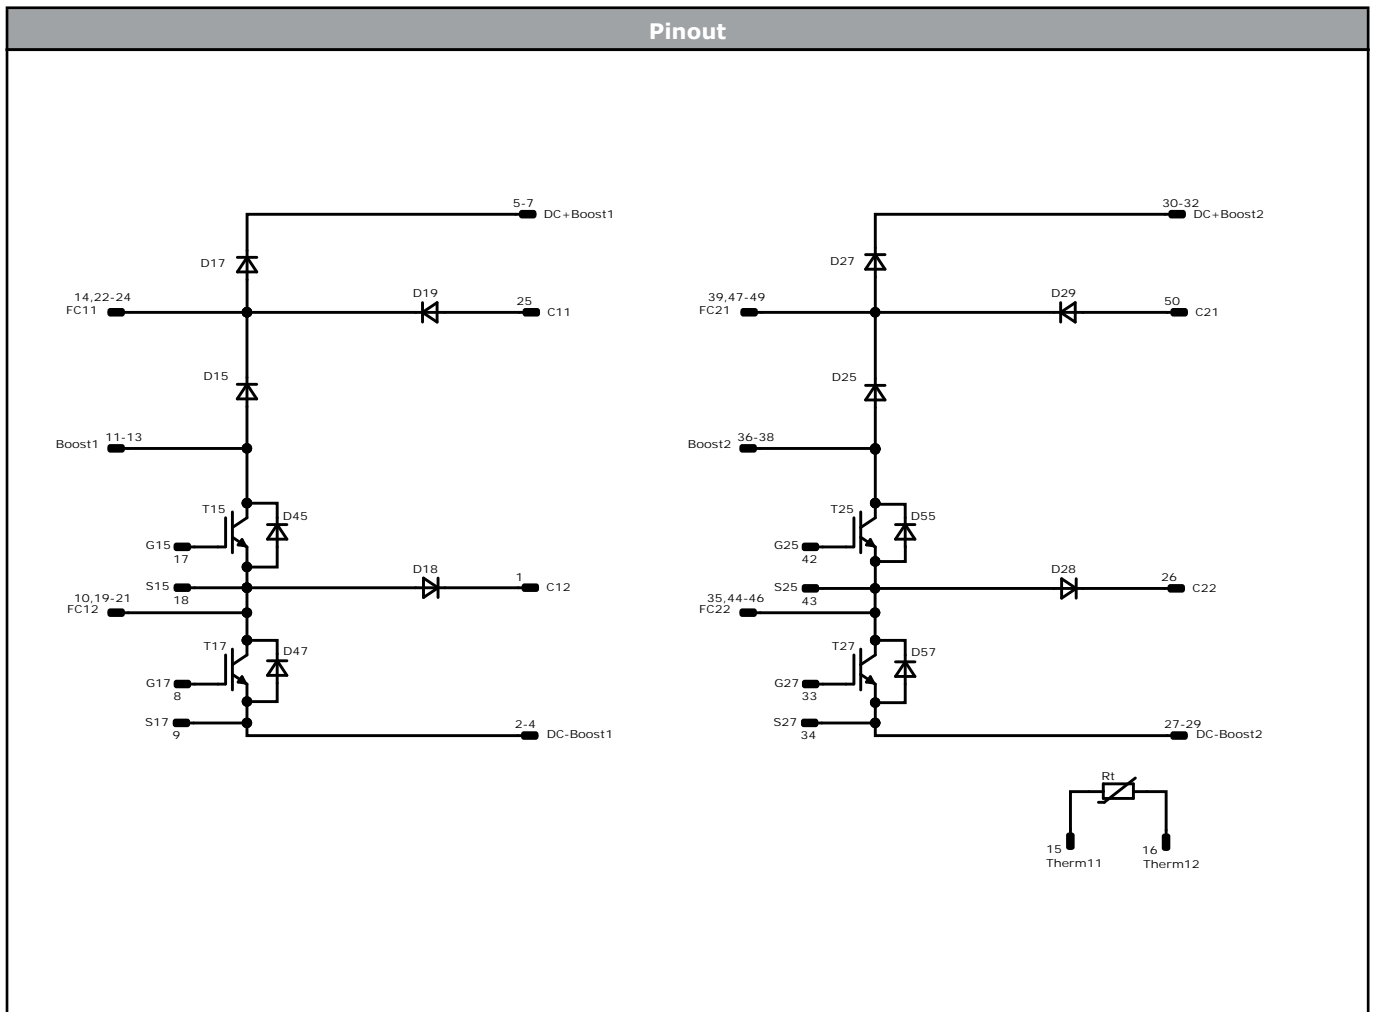 Pinout
5-7
DC+Boost1
D17
14,22-24
FC11
D19
25
C11
D15
Boost1
11-13
T15
D45
G15
17
S15
18
D18
1
C12
10,19-21
FC12
T17
D47
G17
8
S17
9
2-4
DC-Boost1
30-32
DC+Boost2
D27
39,47-49
FC21
D29
50
C21
D25
Boost2
36-38
T25
D55
G25
42
S25
43
D28
26
C22
35,44-46
FC22
T27
D57
G27
33
S27
34
27-29
DC-Boost2
Rt
15
Therm11
16
Therm12